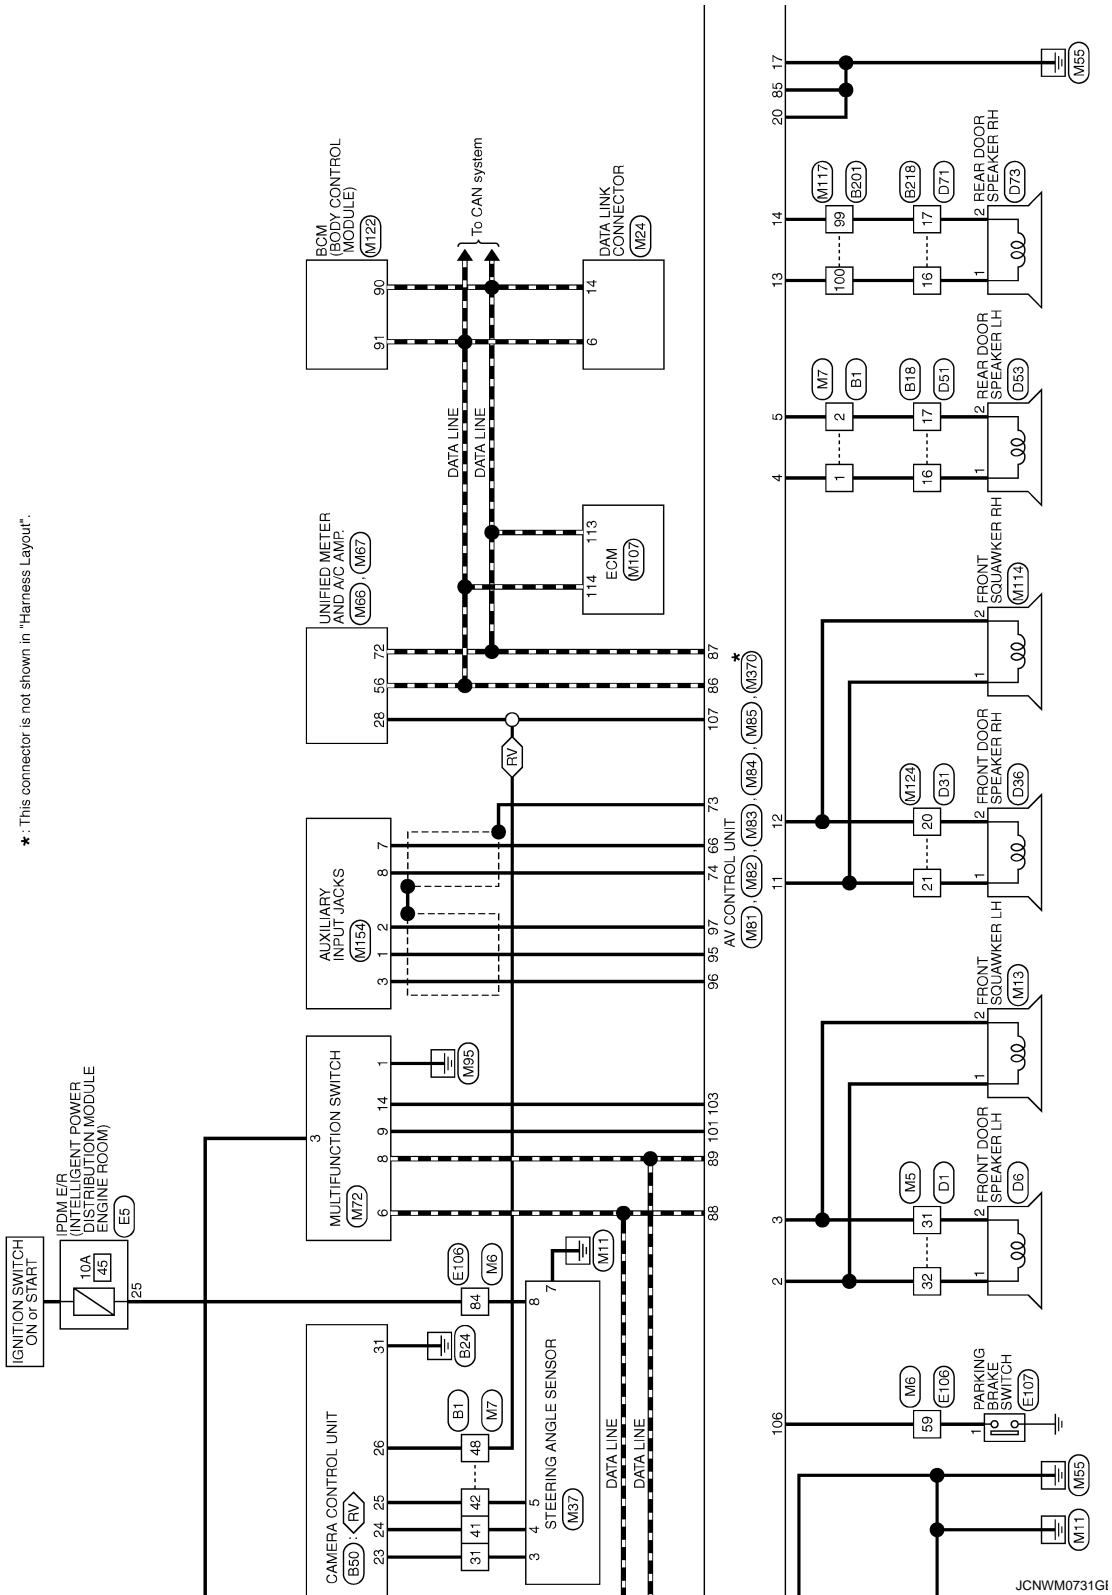 * : This connector is not shown in "Harness Layout".
IGNITION SWITCH
ON or START
10A
45
25
IPDM E/R
(INTELLIGENT POWER
DISTRIBUTION MODULE
ENGINE ROOM)
E5
CAMERA CONTROL UNIT
B50 : RV
23
24
25
26
31
B24
31
41
42
48
B1
M7
84
E106
M6
3
4
5
8
7
M11
STEERING ANGLE SENSOR
M37
DATA LINE
DATA LINE
3
MULTIFUNCTION SWITCH
M72
6
8
9
14
1
M95
88
89
101
103
AUXILIARY
INPUT JACKS
M154
3
1
2
8
7
96
95
97
74
66
73
RV
UNIFIED METER
AND A/C AMP.
M66 , M67
28
56
72
107
86
87
DATA LINE
DATA LINE
ECM
M107
114
113
BCM
(BODY CONTROL
MODULE)
M122
91
90
To CAN system
DATA LINK
CONNECTOR
M24
6
14
AV CONTROL UNIT
M81 , M82 , M83 , M84 , M85 , M370 *
M11
M55
106
59
M6
E106
1
PARKING
BRAKE
SWITCH
E107
2
3
32
31
M5
D1
1
2
FRONT DOOR
SPEAKER LH
D6
1
2
FRONT
SQUAWKER LH
M13
11
12
21
20
M124
D31
1
2
FRONT DOOR
SPEAKER RH
D36
1
2
FRONT
SQUAWKER RH
M114
4
5
1
2
M7
B1
16
17
B18
D51
1
2
REAR DOOR
SPEAKER LH
D53
13
14
100
99
M117
B201
16
17
B218
D71
1
2
REAR DOOR
SPEAKER RH
D73
20
85
17
M55